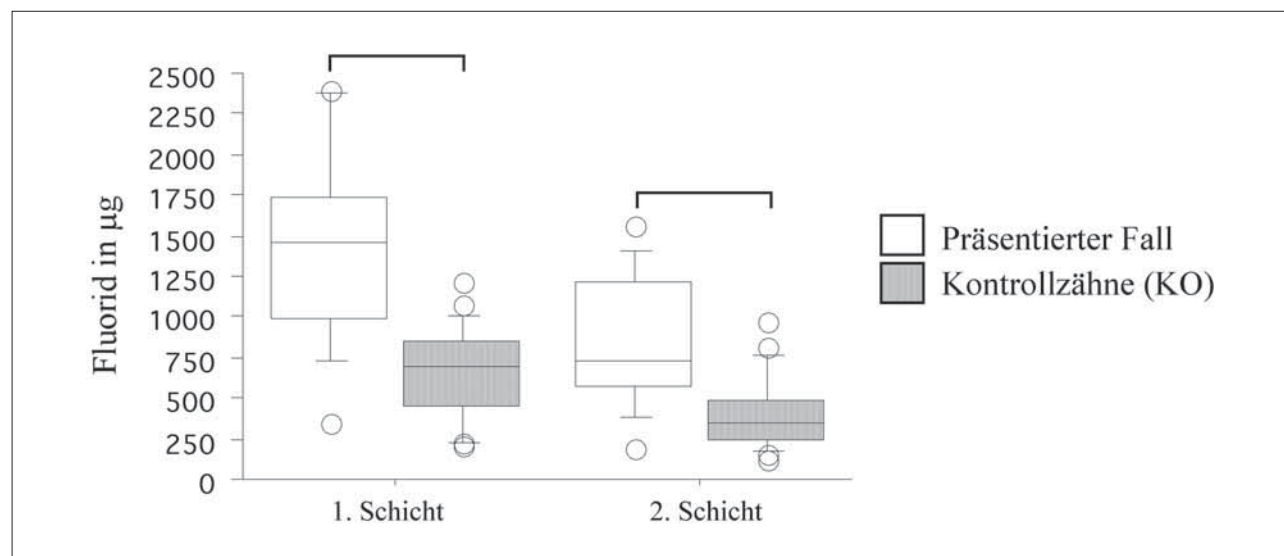 2500
2250
2000
1750
1500
1250
1000
750
500
250
0
Fluorid in µg
1. Schicht
2. Schicht
Präsentierter Fall
Kontrollzähne (KO)